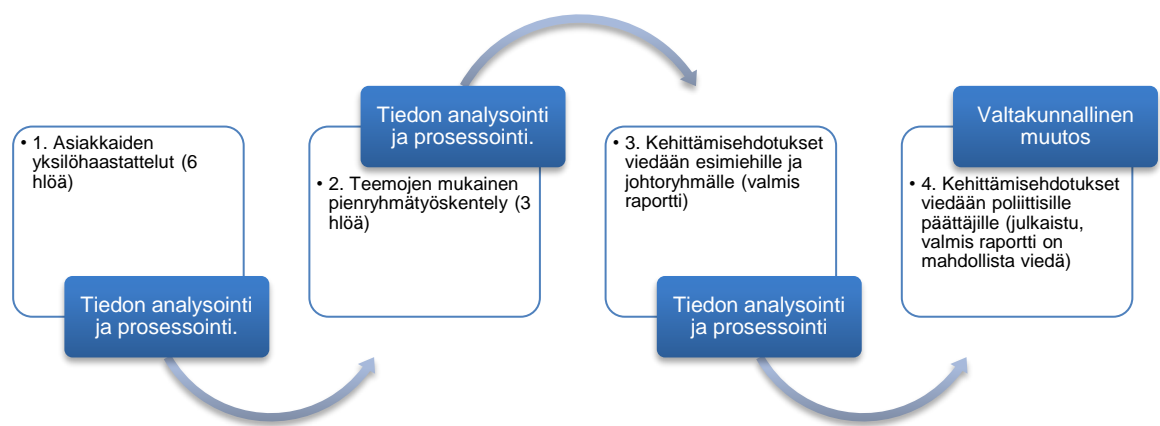 • 1. Asiakkaiden
yksilöhaastattelut (6
hlöä)
Tiedon analysointi
ja prosessointi.
Tiedon analysointi
ja prosessointi.
• 2. Teemojen mukainen
pienryhmätyöskentely (3
hlöä)
• 3. Kehittämisehdotukset
viedään esimiehille ja
johtoryhmälle (valmis
raportti)
Tiedon analysointi
ja prosessointi
Valtakunnallinen
muutos
• 4. Kehittämisehdotukset
viedään poliittisille
päättäjille (julkaistu,
valmis raportti on
mahdollista viedä)